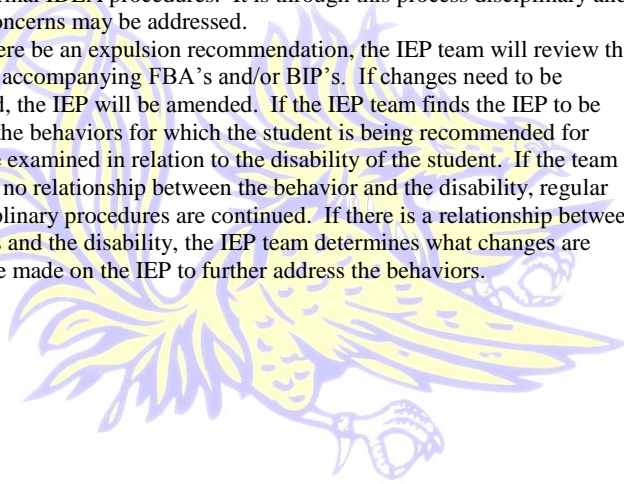 IDEA procedures. It is through this process disciplinary and
oncerns may be addressed.
ere be an expulsion recommendation, the IEP team will review th
accompanying FBA's and/or BIP's. If changes need to be
d, the IEP will be amended. If the IEP team finds the IEP to be
the behaviors for which the student is being recommended for
e examined in relation to the disability of the student. If the team
no relationship between the behavior and the disability, regular
plinary procedures are continued. If there is a relationship betwee
s and the disability, the IEP team determines what changes are
e made on the IEP to further address the behaviors.